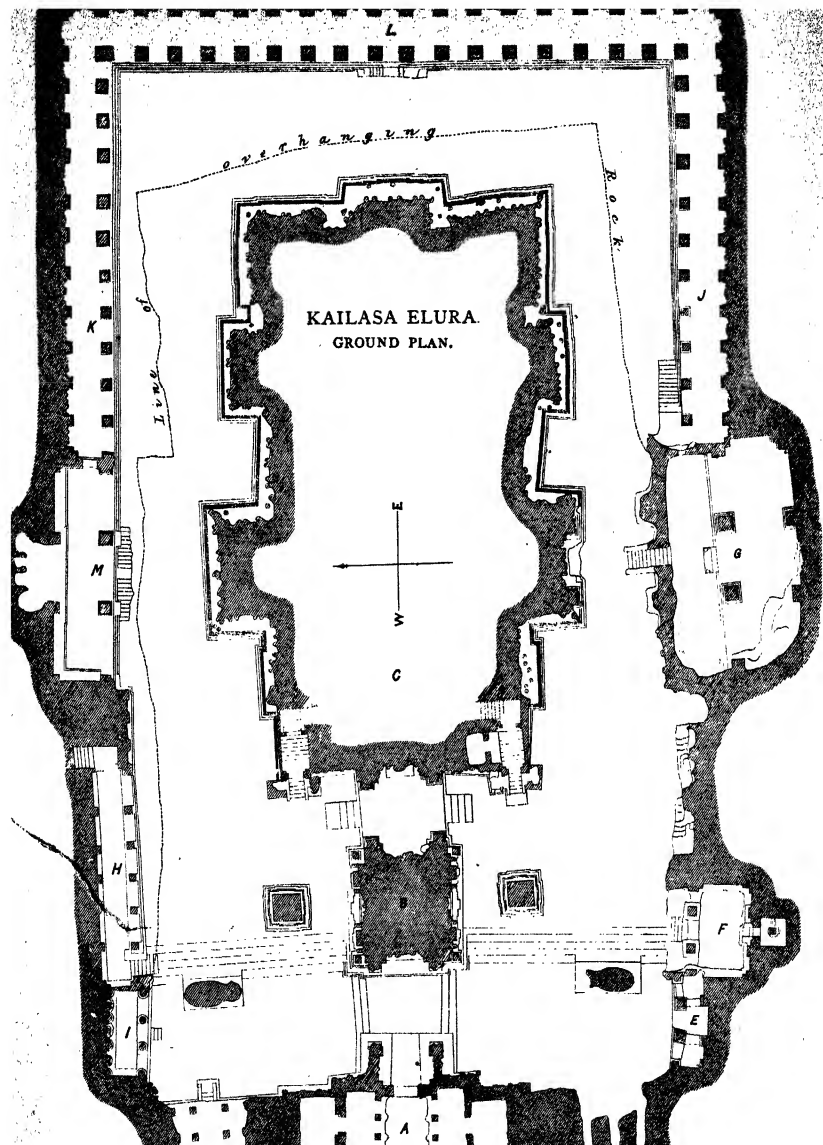 L
overhanging
Rock
Line of
K
J
KAILASA ELURA.
GROUND PLAN.
E
W
M
G
C
H
B
F
I
E
A